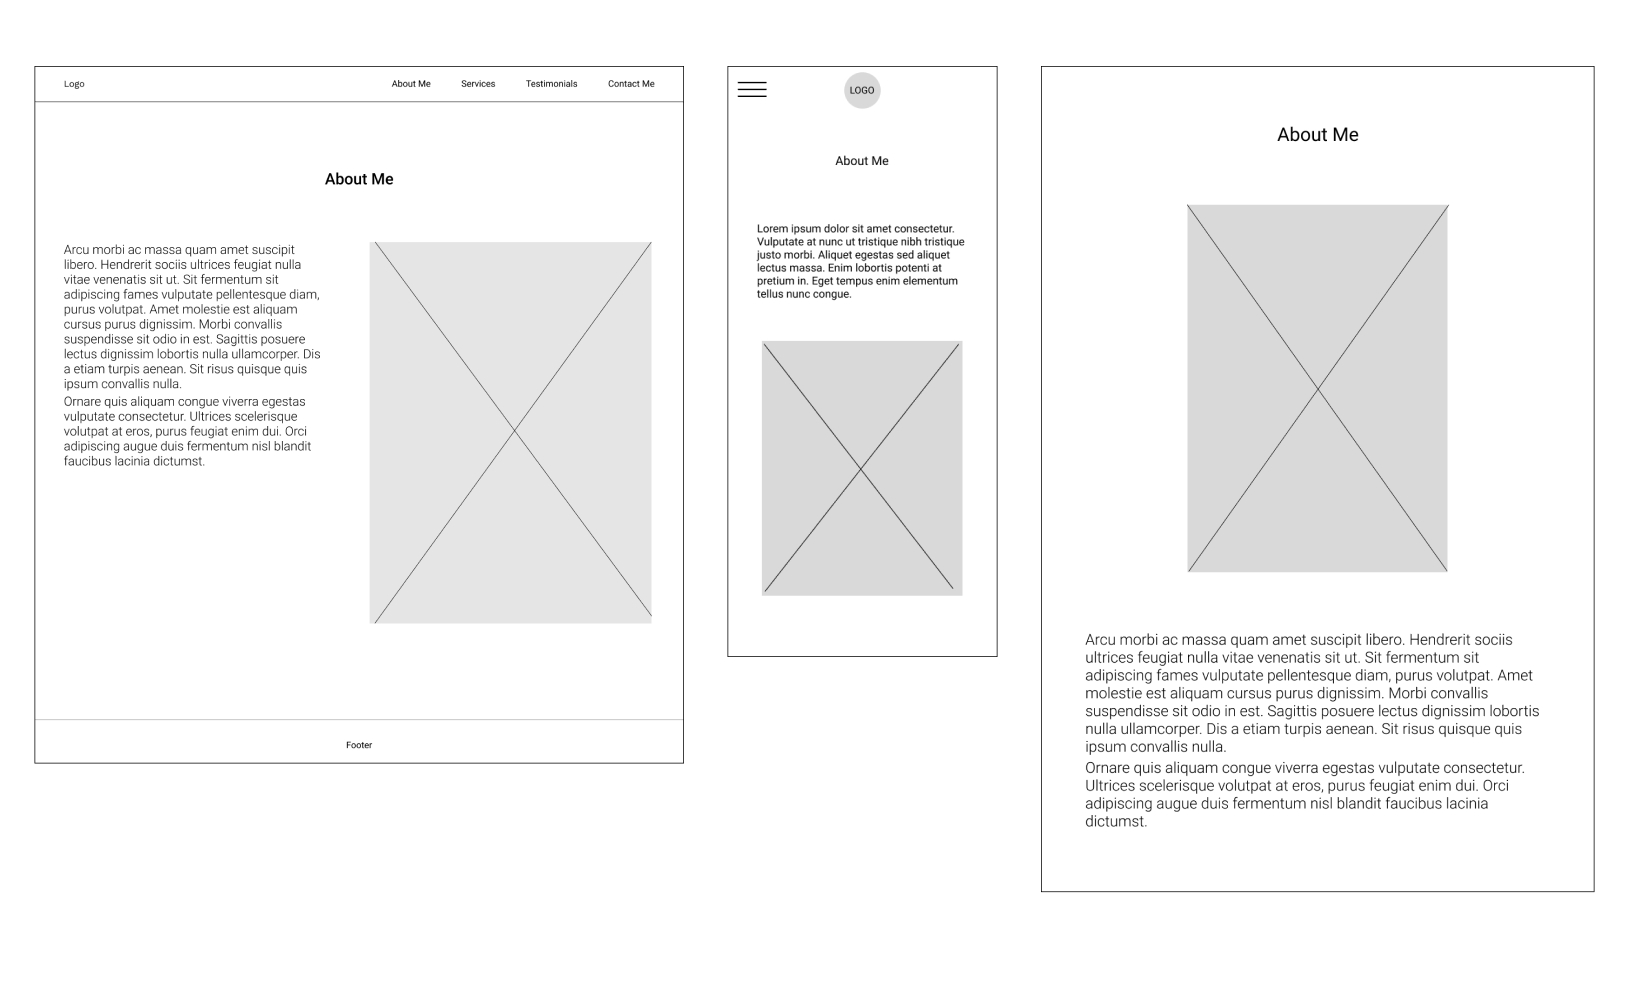 Logo
About Me
Services
Testimonials
Contact Me
About Me
Arcu morbi ac massa quam amet suscipit
libero. Hendrerit sociis ultrices feugiat nulla
vitae venenatis sit ut. Sit fermentum sit
adipiscing fames vulputate pellentesque diam,
purus volutpat. Amet molestie est aliquam
cursus purus dignissim. Morbi convallis
suspendisse sit odio in est. Sagittis posuere
lectus dignissim lobortis nulla ullamcorper. Dis
a etiam turpis aenean. Sit risus quisque quis
ipsum convallis nulla.
Ornare quis aliquam congue viverra egestas
vulputate consectetur. Ultrices scelerisque
volutpat at eros, purus feugiat enim dui. Orci
adipiscing augue duis fermentum nisl blandit
faucibus lacinia dictumst.
Footer
LOGO
About Me
Lorem ipsum dolor sit amet consectetur.
Vulputate at nunc ut tristique nibh tristique
justo morbi. Aliquet egestas sed aliquet
lectus massa. Enim lobortis potenti at
pretium in. Eget tempus enim elementum
tellus nunc congue.
About Me
Arcu morbi ac massa quam amet suscipit libero. Hendrerit sociis
ultrices feugiat nulla vitae venenatis sit ut. Sit fermentum sit
adipiscing fames vulputate pellentesque diam, purus volutpat. Amet
molestie est aliquam cursus purus dignissim. Morbi convallis
suspendisse sit odio in est. Sagittis posuere lectus dignissim lobortis
nulla ullamcorper. Dis a etiam turpis aenean. Sit risus quisque quis
ipsum convallis nulla.
Ornare quis aliquam congue viverra egestas vulputate consectetur.
Ultrices scelerisque volutpat at eros, purus feugiat enim dui. Orci
adipiscing augue duis fermentum nisl blandit faucibus lacinia
dictumst.